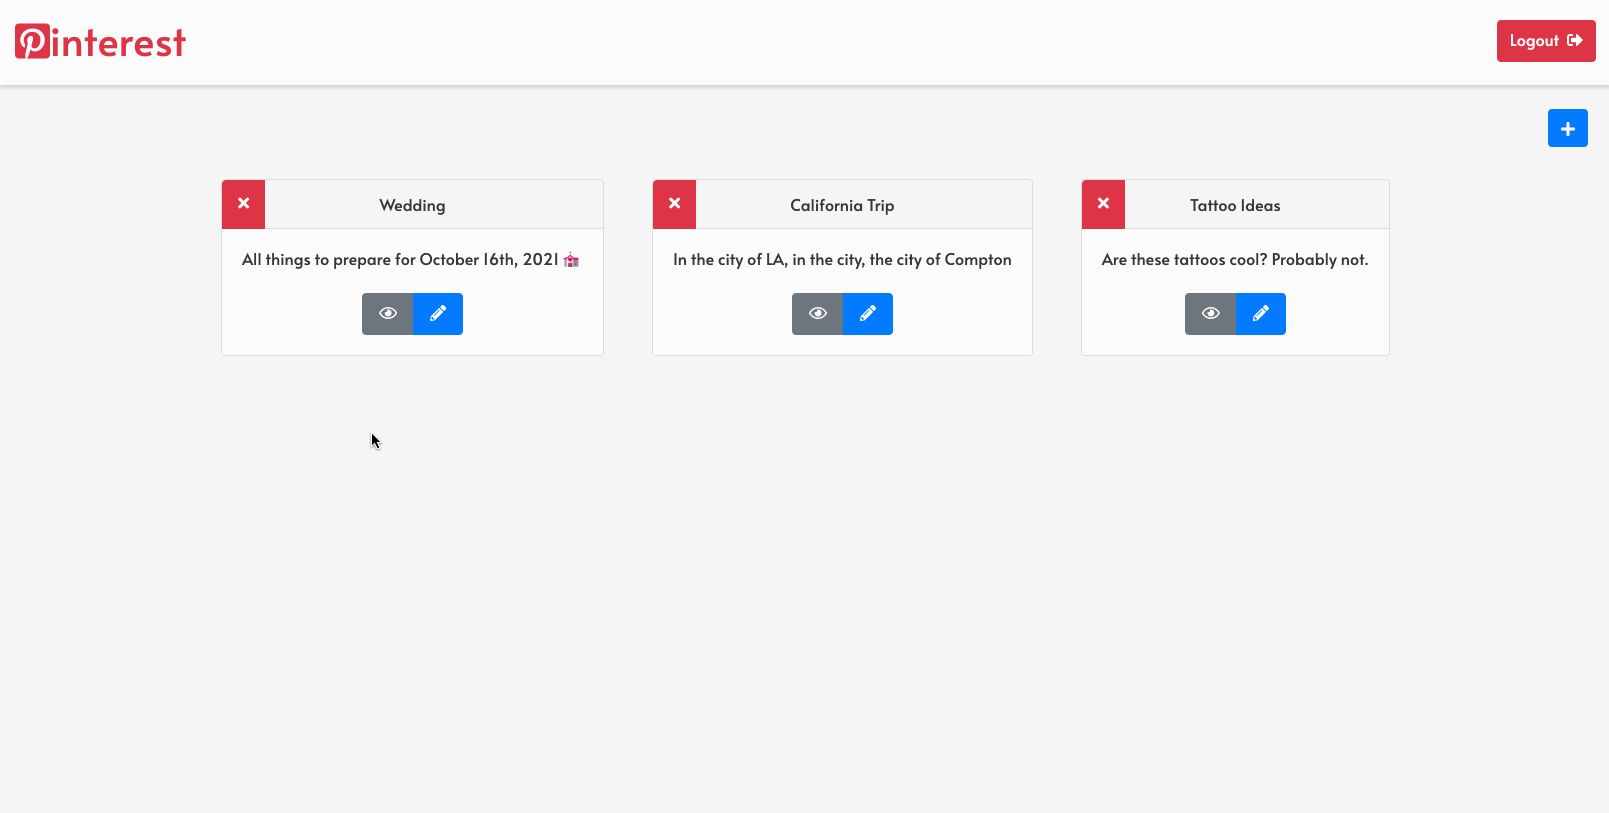 Pinterest
Logout
Wedding
All things to prepare for October 16th, 2021 💒
California Trip
In the city of LA, in the city, the city of Compton
Tattoo Ideas
Are these tattoos cool? Probably not.